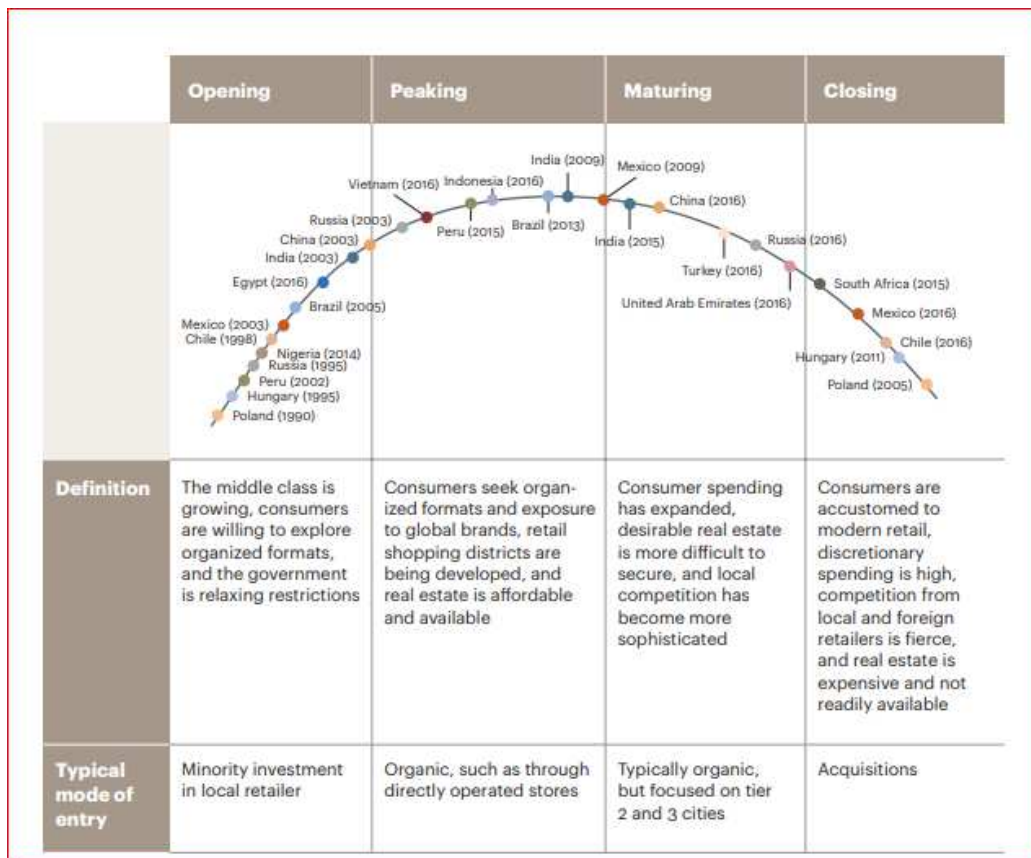 Opening
Peaking
Maturing
Closing
India (2009)
Mexico (2009)
Vietnam (2016)
Indonesia (2016)
China (2016)
Russia (2003)
Peru (2015)
Brazil (2013)
China (2003)
India (2015)
Russia (2016)
India (2003)
Turkey (2016)
Egypt (2016)
South Africa (2015)
Brazil (2005)
United Arab Emirates (2016)
Mexico (2016)
Mexico (2003)
Chile (1998)
Chile (2016)
Nigeria (2014)
Hungary (2011)
Russia (1995)
Peru (2002)
Poland (2005)
Hungary (1995)
Poland (1990)
Definition
The middle class is
growing, consumers
are willing to explore
organized formats,
and the government
is relaxing restrictions
Consumers seek organ-
ized formats and exposure
to global brands, retail
shopping districts are
being developed, and
real estate is affordable
and available
Consumer spending
has expanded,
desirable real estate
is more difficult to
secure, and local
competition has
become more
sophisticated
Consumers are
accustomed to
modern retail,
discretionary
spending is high,
competition from
local and foreign
retailers is fierce,
and real estate is
expensive and not
readily available
Typical
mode of
entry
Minority investment
in local retailer
Organic, such as through
directly operated stores
Typically organic,
but focused on tier
2 and 3 cities
Acquisitions